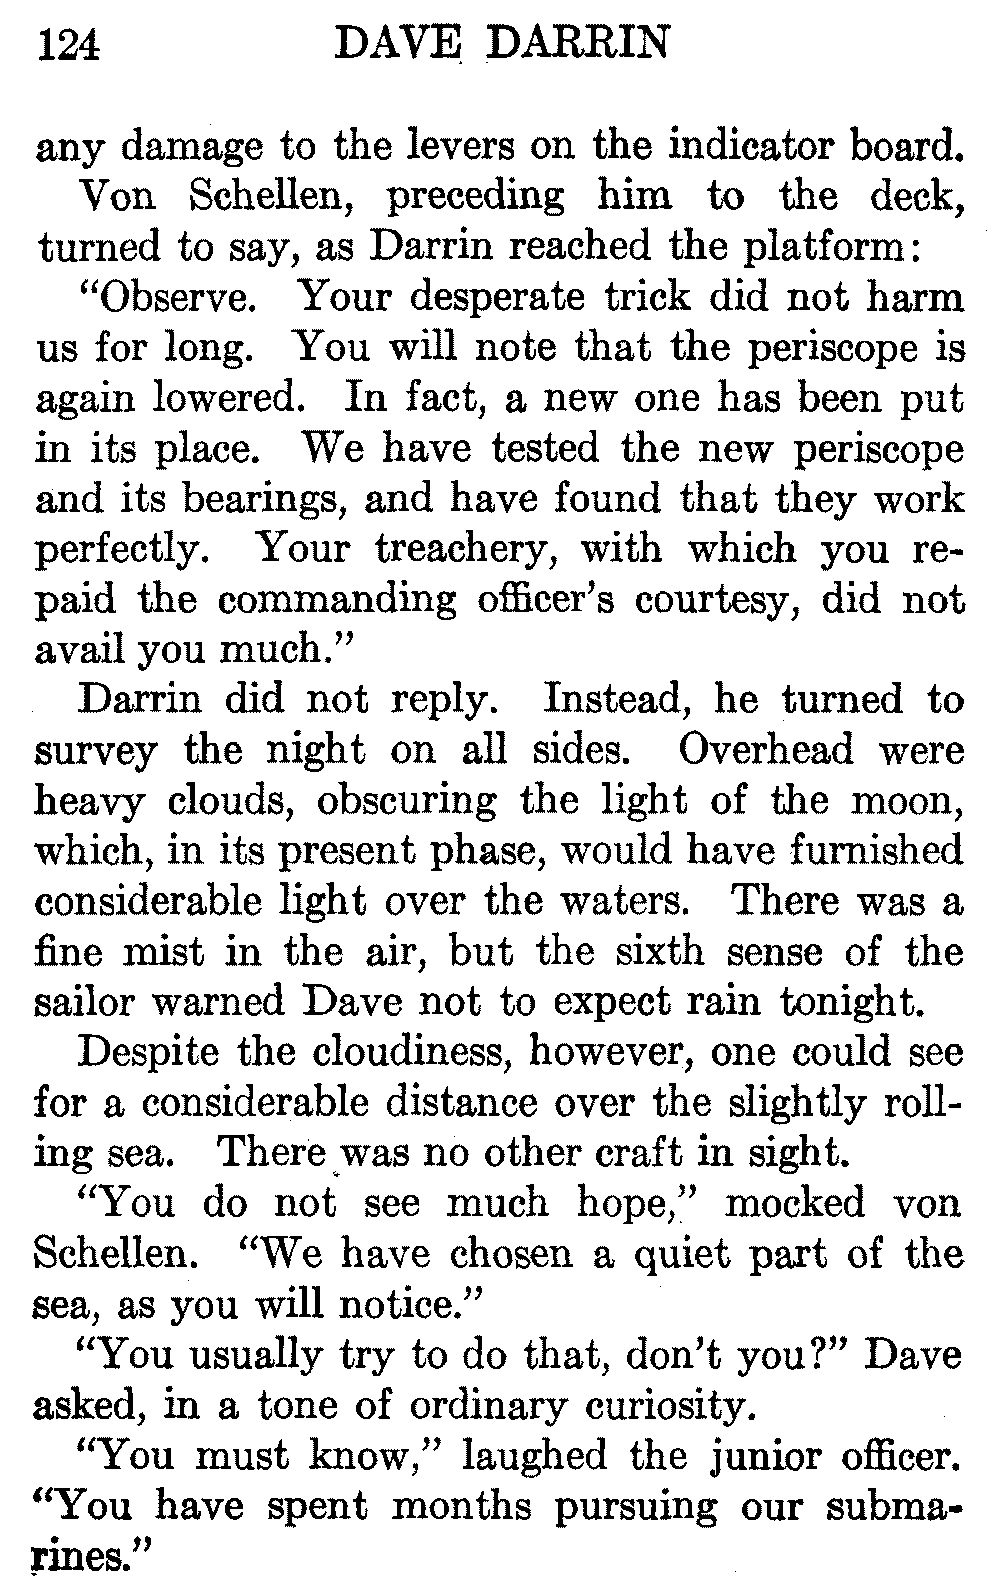 124 DAVE DARRIN
any damage to the levers on the indicator board.
Von Schellen, preceding him to the deck,
turned to say, as Darrin reached the platform:
“Observe. Your desperate trick did not harm
us for long. You will note that the periscope is
again lowered. In fact, a new one has been put
in its place. We have tested the new periscope
and its bearings, and have found that they work
perfectly. Your treachery, with which you re-
paid the commanding officer's courtesy, did not
avail you much.”
Darrin did not reply. Instead, he turned to
survey the night on all sides. Overhead were
heavy clouds, obscuring the light of the moon,
which, in its present phase, would have furnished
considerable light over the waters. There was a
fine mist in the air, but the sixth sense of the
sailor warned Dave not to expect rain tonight.
Despite the cloudiness, however, one could see
for a considerable distance over the slightly roll-
ing sea. There was no other craft in sight.
“You do not see much hope,” mocked von
Schellen. “We have chosen a quiet part of the
sea, as you will notice.”
“You usually try to do that, don't you?” Dave
asked, in a tone of ordinary curiosity.
“You must know,” laughed the junior officer.
“You have spent months pursuing our subma-
rines.”